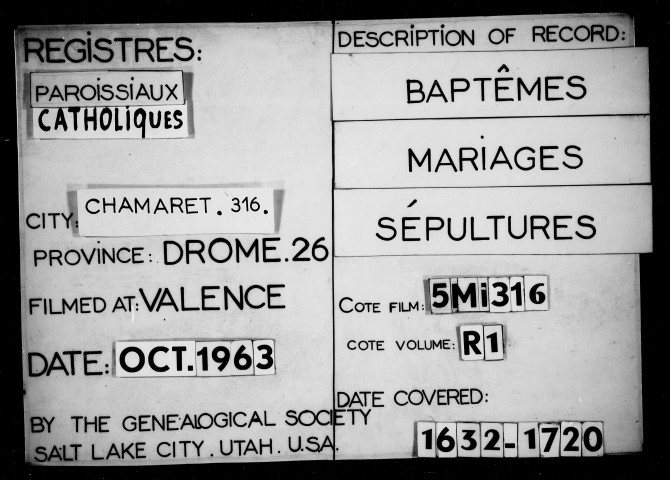 REGISTRES:
PAROISSIAUX
CATHOLIQUES
CITY: CHAMARET. 316.
PROVINCE: DROME. 26
FILMED AT: VALENCE
DATE: OCT. 1963
BY THE GENEALOGICAL SOCIETY
SALT LAKE CITY. UTAH. U.S.A.
DESCRIPTION OF RECORD:
BAPTÊMES
MARIAGES
SÉPULTURES
COTE FILM: 5Mi316
COTE VOLUME: R1
DATE COVERED:
1632-1720